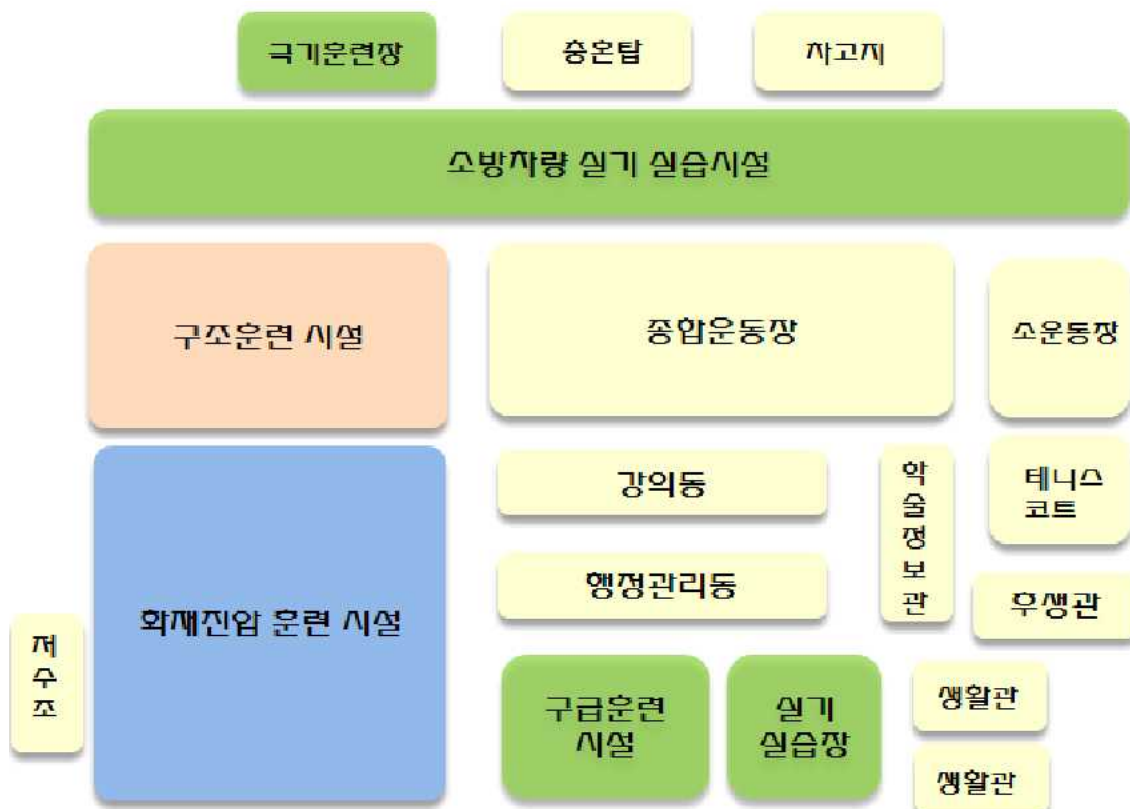 극기훈련장
충혼탑
차고지
소방차량 실기 실습시설
구조훈련 시설
종합운동장
소운동장
강의동
학
술
정
보
관
테니스
코트
행정관리동
후생관
화재진압 훈련 시설
저
수
조
구급훈련
시설
실기
실습장
생활관
생활관